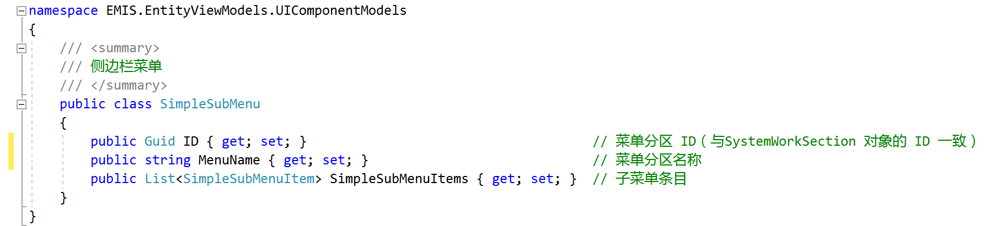 namespace EMIS.EntityViewModels.UIComponentModels
{
/// <summary>
/// 侧边栏菜单
/// </summary>
public class SimpleSubMenu
{
public Guid ID { get; set; } // 菜单分区 ID（与SystemWorkSection 对象的 ID 一致）
public string MenuName { get; set; } // 菜单分区名称
public List<SimpleSubMenuItem> SimpleSubMenuItems { get; set; } // 子菜单条目
}
}